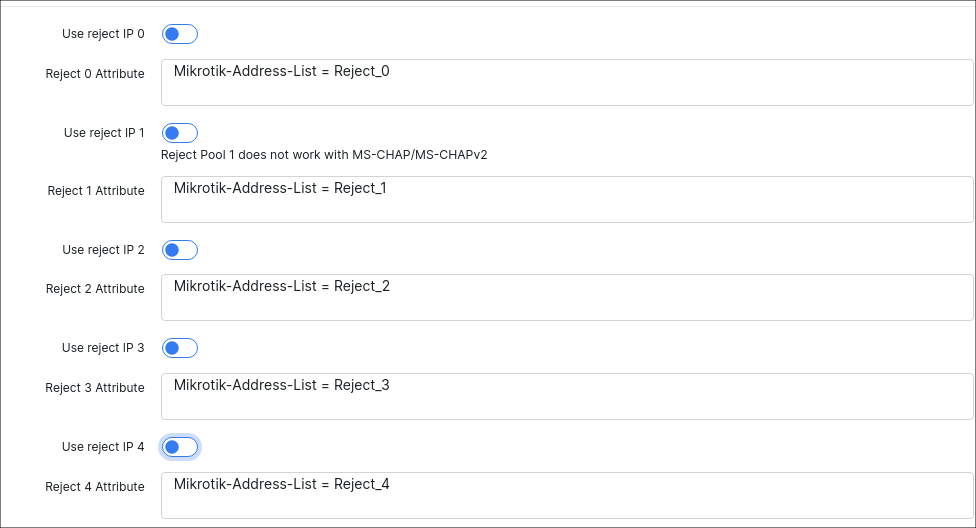 Use reject IP 0
Reject 0 Attribute
Mikrotik-Address-List = Reject_0
Use reject IP 1
Reject Pool 1 does not work with MS-CHAP/MS-CHAPv2
Reject 1 Attribute
Mikrotik-Address-List = Reject_1
Use reject IP 2
Reject 2 Attribute
Mikrotik-Address-List = Reject_2
Use reject IP 3
Reject 3 Attribute
Mikrotik-Address-List = Reject_3
Use reject IP 4
Reject 4 Attribute
Mikrotik-Address-List = Reject_4